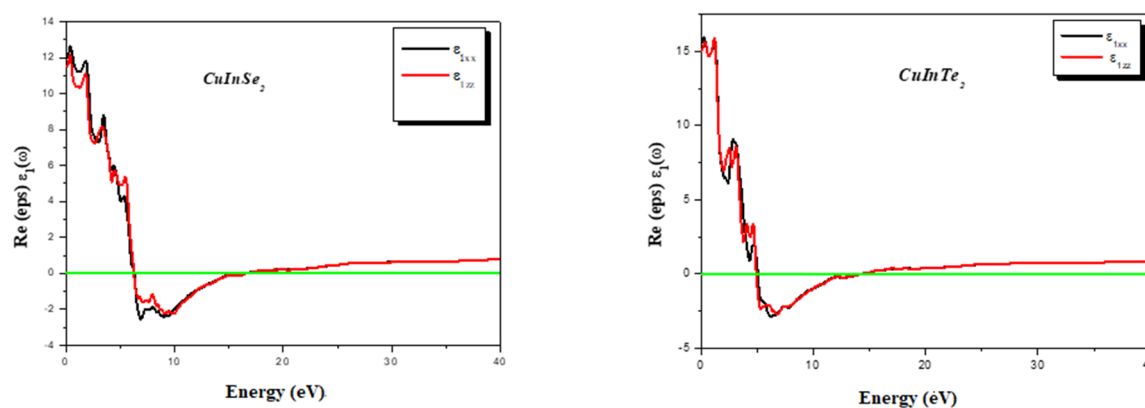 14
12
10
8
6
4
2
0
-2
-4
Re (eps) ε1(ω)
CuInSe2
ε1xx
ε1zz
0 10 20 30 40
Energy (eV)
15
10
5
0
-5
Re (eps) ε1(ω)
CuInTe2
ε1xx
ε1zz
0 10 20 30 40
Energy (eV)